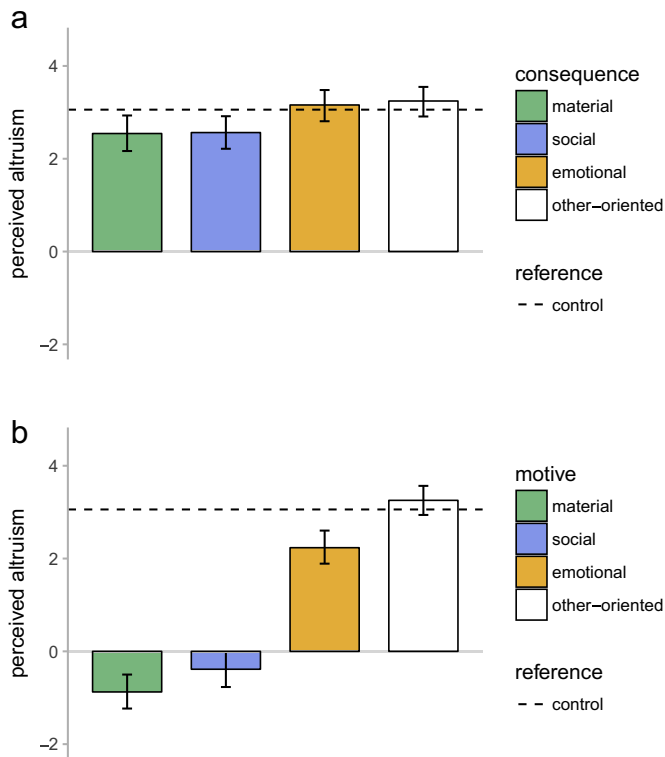 a
perceived altruism
4
2
0
−2
consequence
material
social
emotional
other−oriented
reference
control
b
perceived altruism
4
2
0
−2
motive
material
social
emotional
other−oriented
reference
control